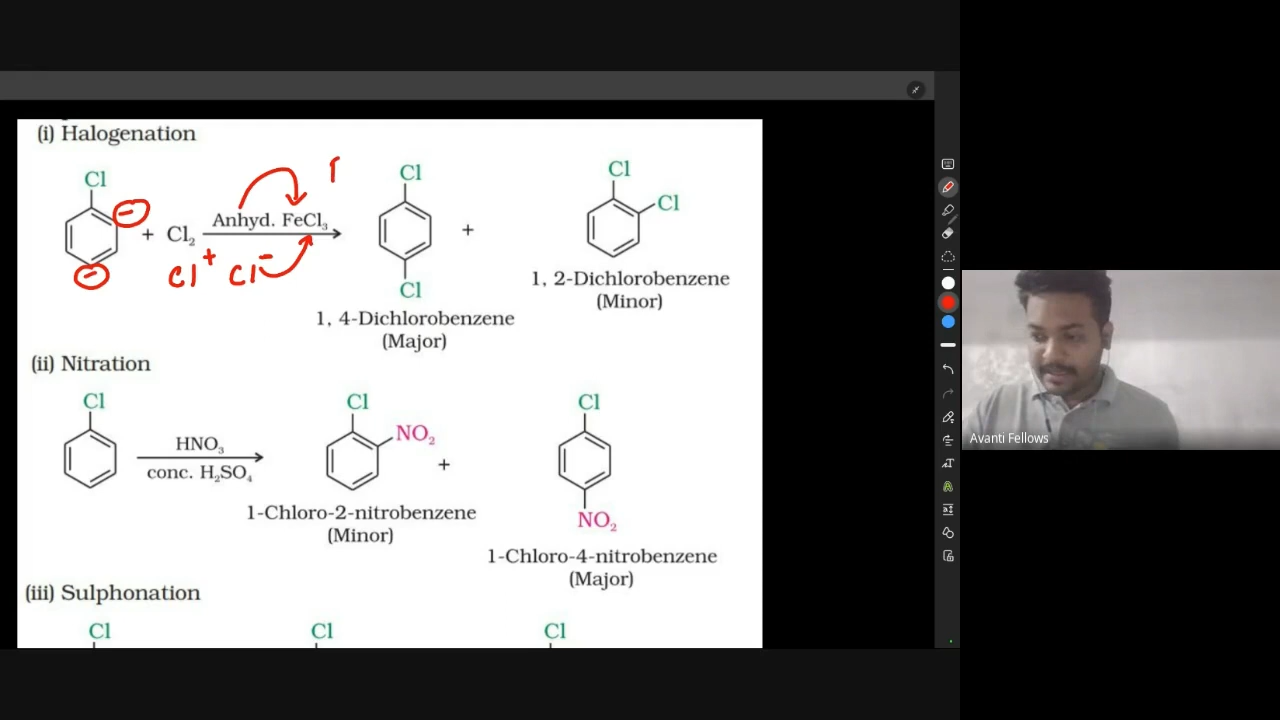 (i) Halogenation
Cl
+ Cl₂
Anhyd. FeCl₃
Cl⁺ Cl⁻
Cl
Cl
1, 4-Dichlorobenzene
(Major)
+
Cl
Cl
1, 2-Dichlorobenzene
(Minor)
(ii) Nitration
Cl
HNO₃
conc. H₂SO₄
Cl
NO₂
1-Chloro-2-nitrobenzene
(Minor)
+
Cl
NO₂
1-Chloro-4-nitrobenzene
(Major)
(iii) Sulphonation
Cl
Cl
Cl
Avanti Fellows